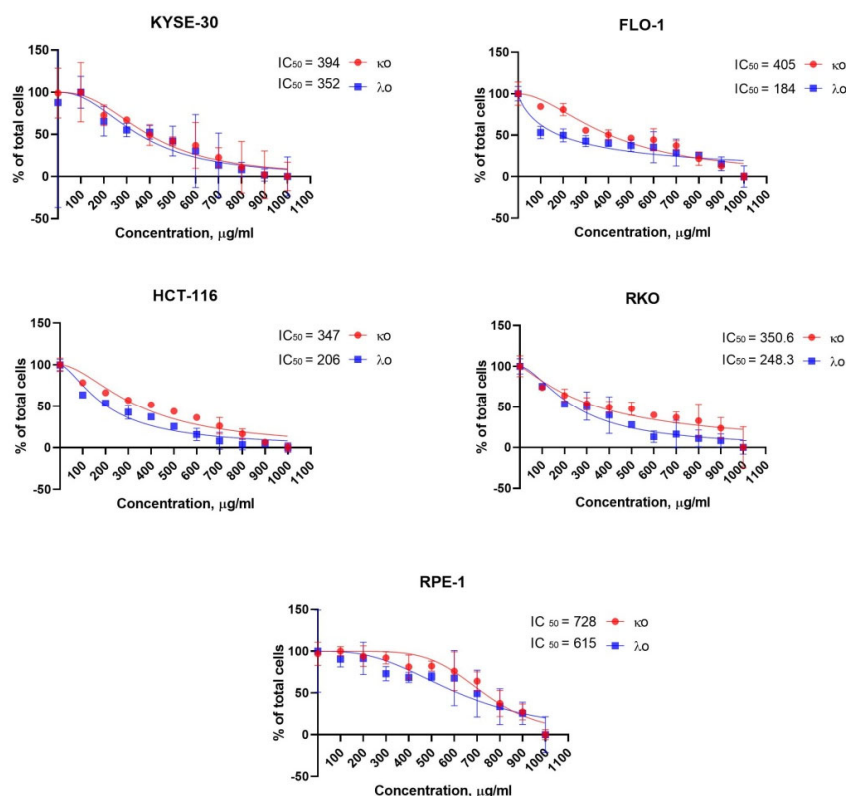 KYSE-30
150
100
50
0
-50
% of total cells
100 200 300 400 500 600 700 800 900 1000 1100
Concentration, µg/ml
IC50 = 394 κο
IC50 = 352 λο
FLO-1
150
100
50
0
-50
% of total cells
100 200 300 400 500 600 700 800 900 1000 1100
Concentration, µg/ml
IC50 = 405 κο
IC50 = 184 λο
HCT-116
150
100
50
0
-50
% of total cells
100 200 300 400 500 600 700 800 900 1000 1100
Concentration, µg/ml
IC50 = 347 κο
IC50 = 206 λο
RKO
150
100
50
0
-50
% of total cells
100 200 300 400 500 600 700 800 900 1000 1100
Concentration, µg/ml
IC50 = 350.6 κο
IC50 = 248.3 λο
RPE-1
150
100
50
0
-50
% of total cells
100 200 300 400 500 600 700 800 900 1000 1100
Concentration, µg/ml
IC 50 = 728 κο
IC 50 = 615 λο